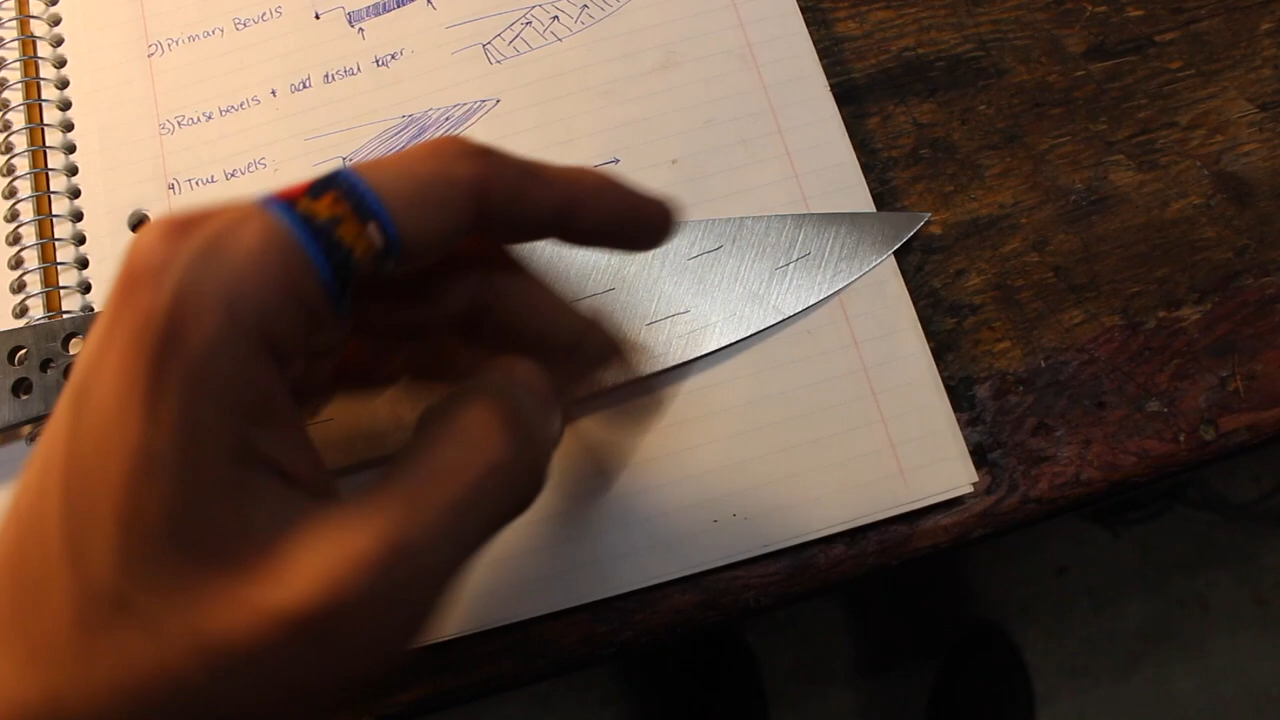 2) Primary Bevels
3) Raise bevels + add distal taper.
4) True bevels: